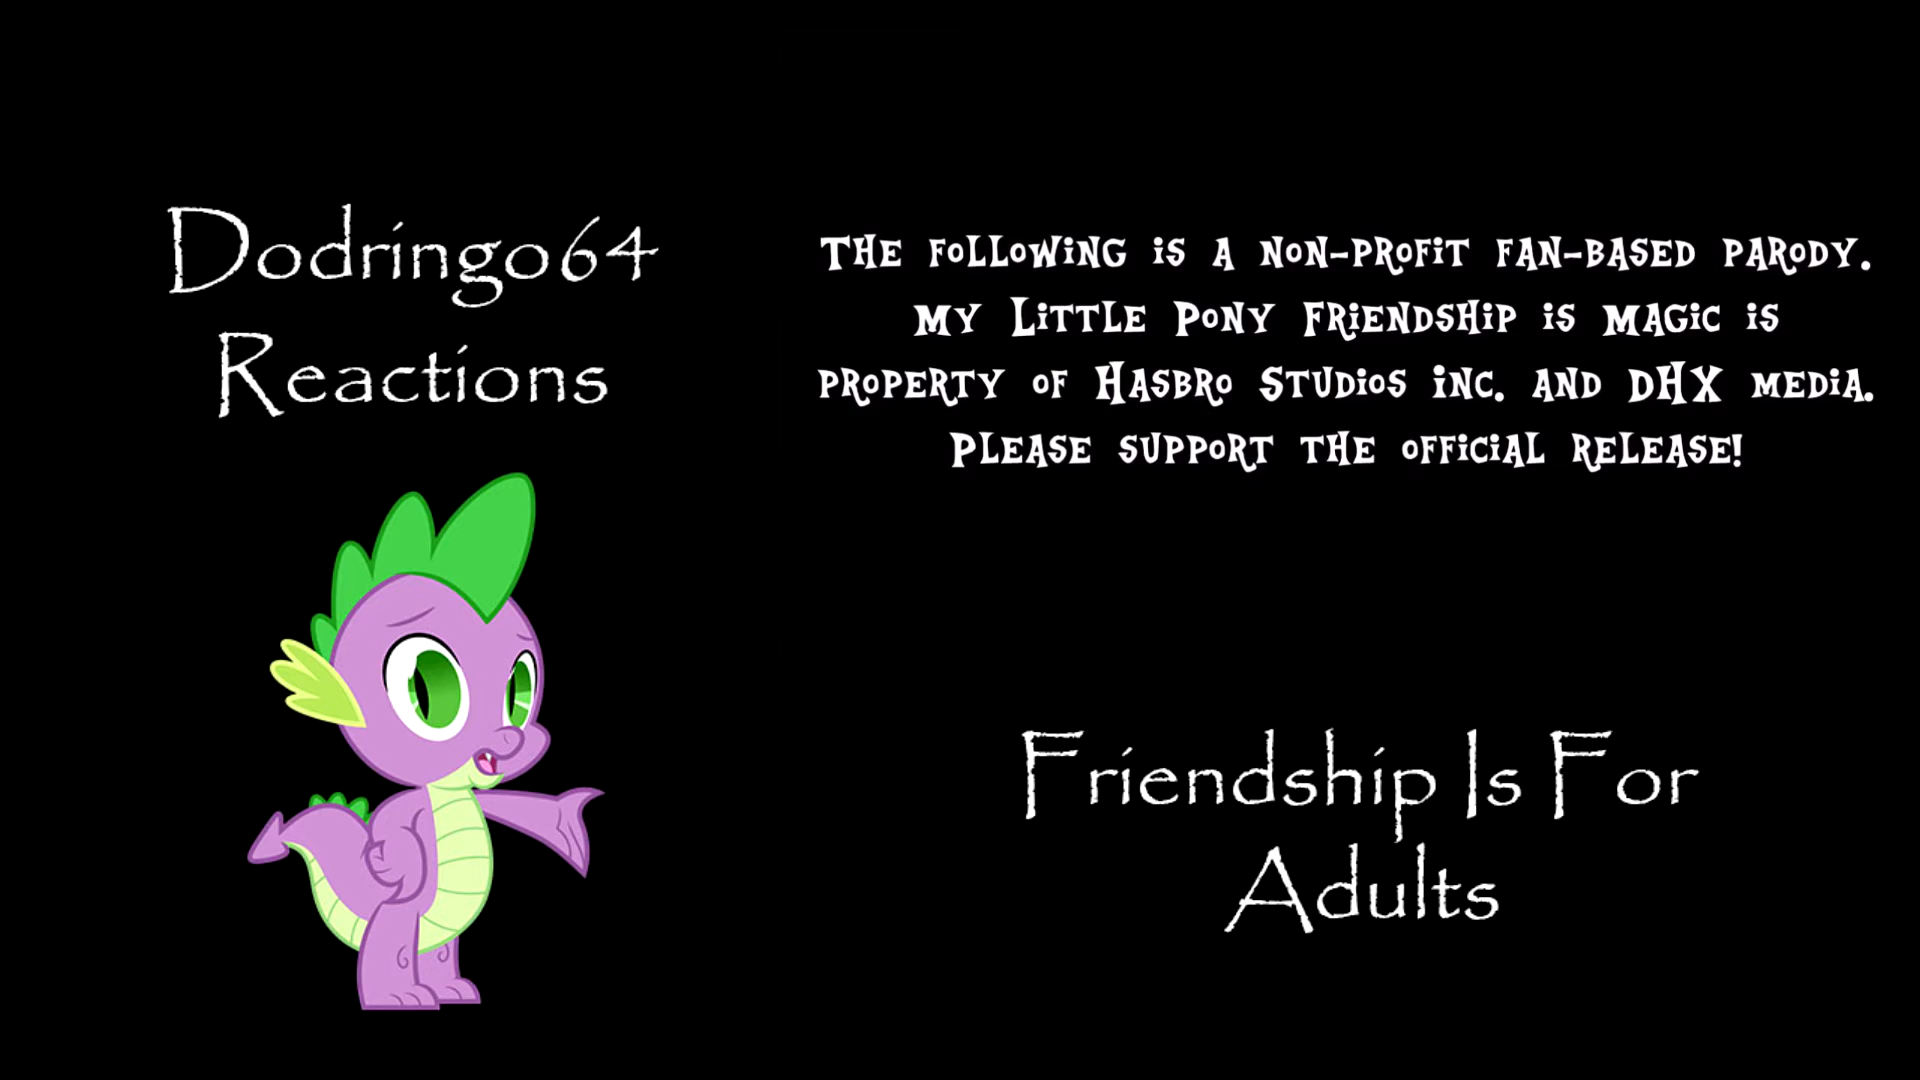 Dodringo64
Reactions
The following is a non-profit fan-based parody.
My Little Pony Friendship is Magic is
property of Hasbro Studios inc. and DHX media.
Please support the official release!
Friendship Is For
Adults